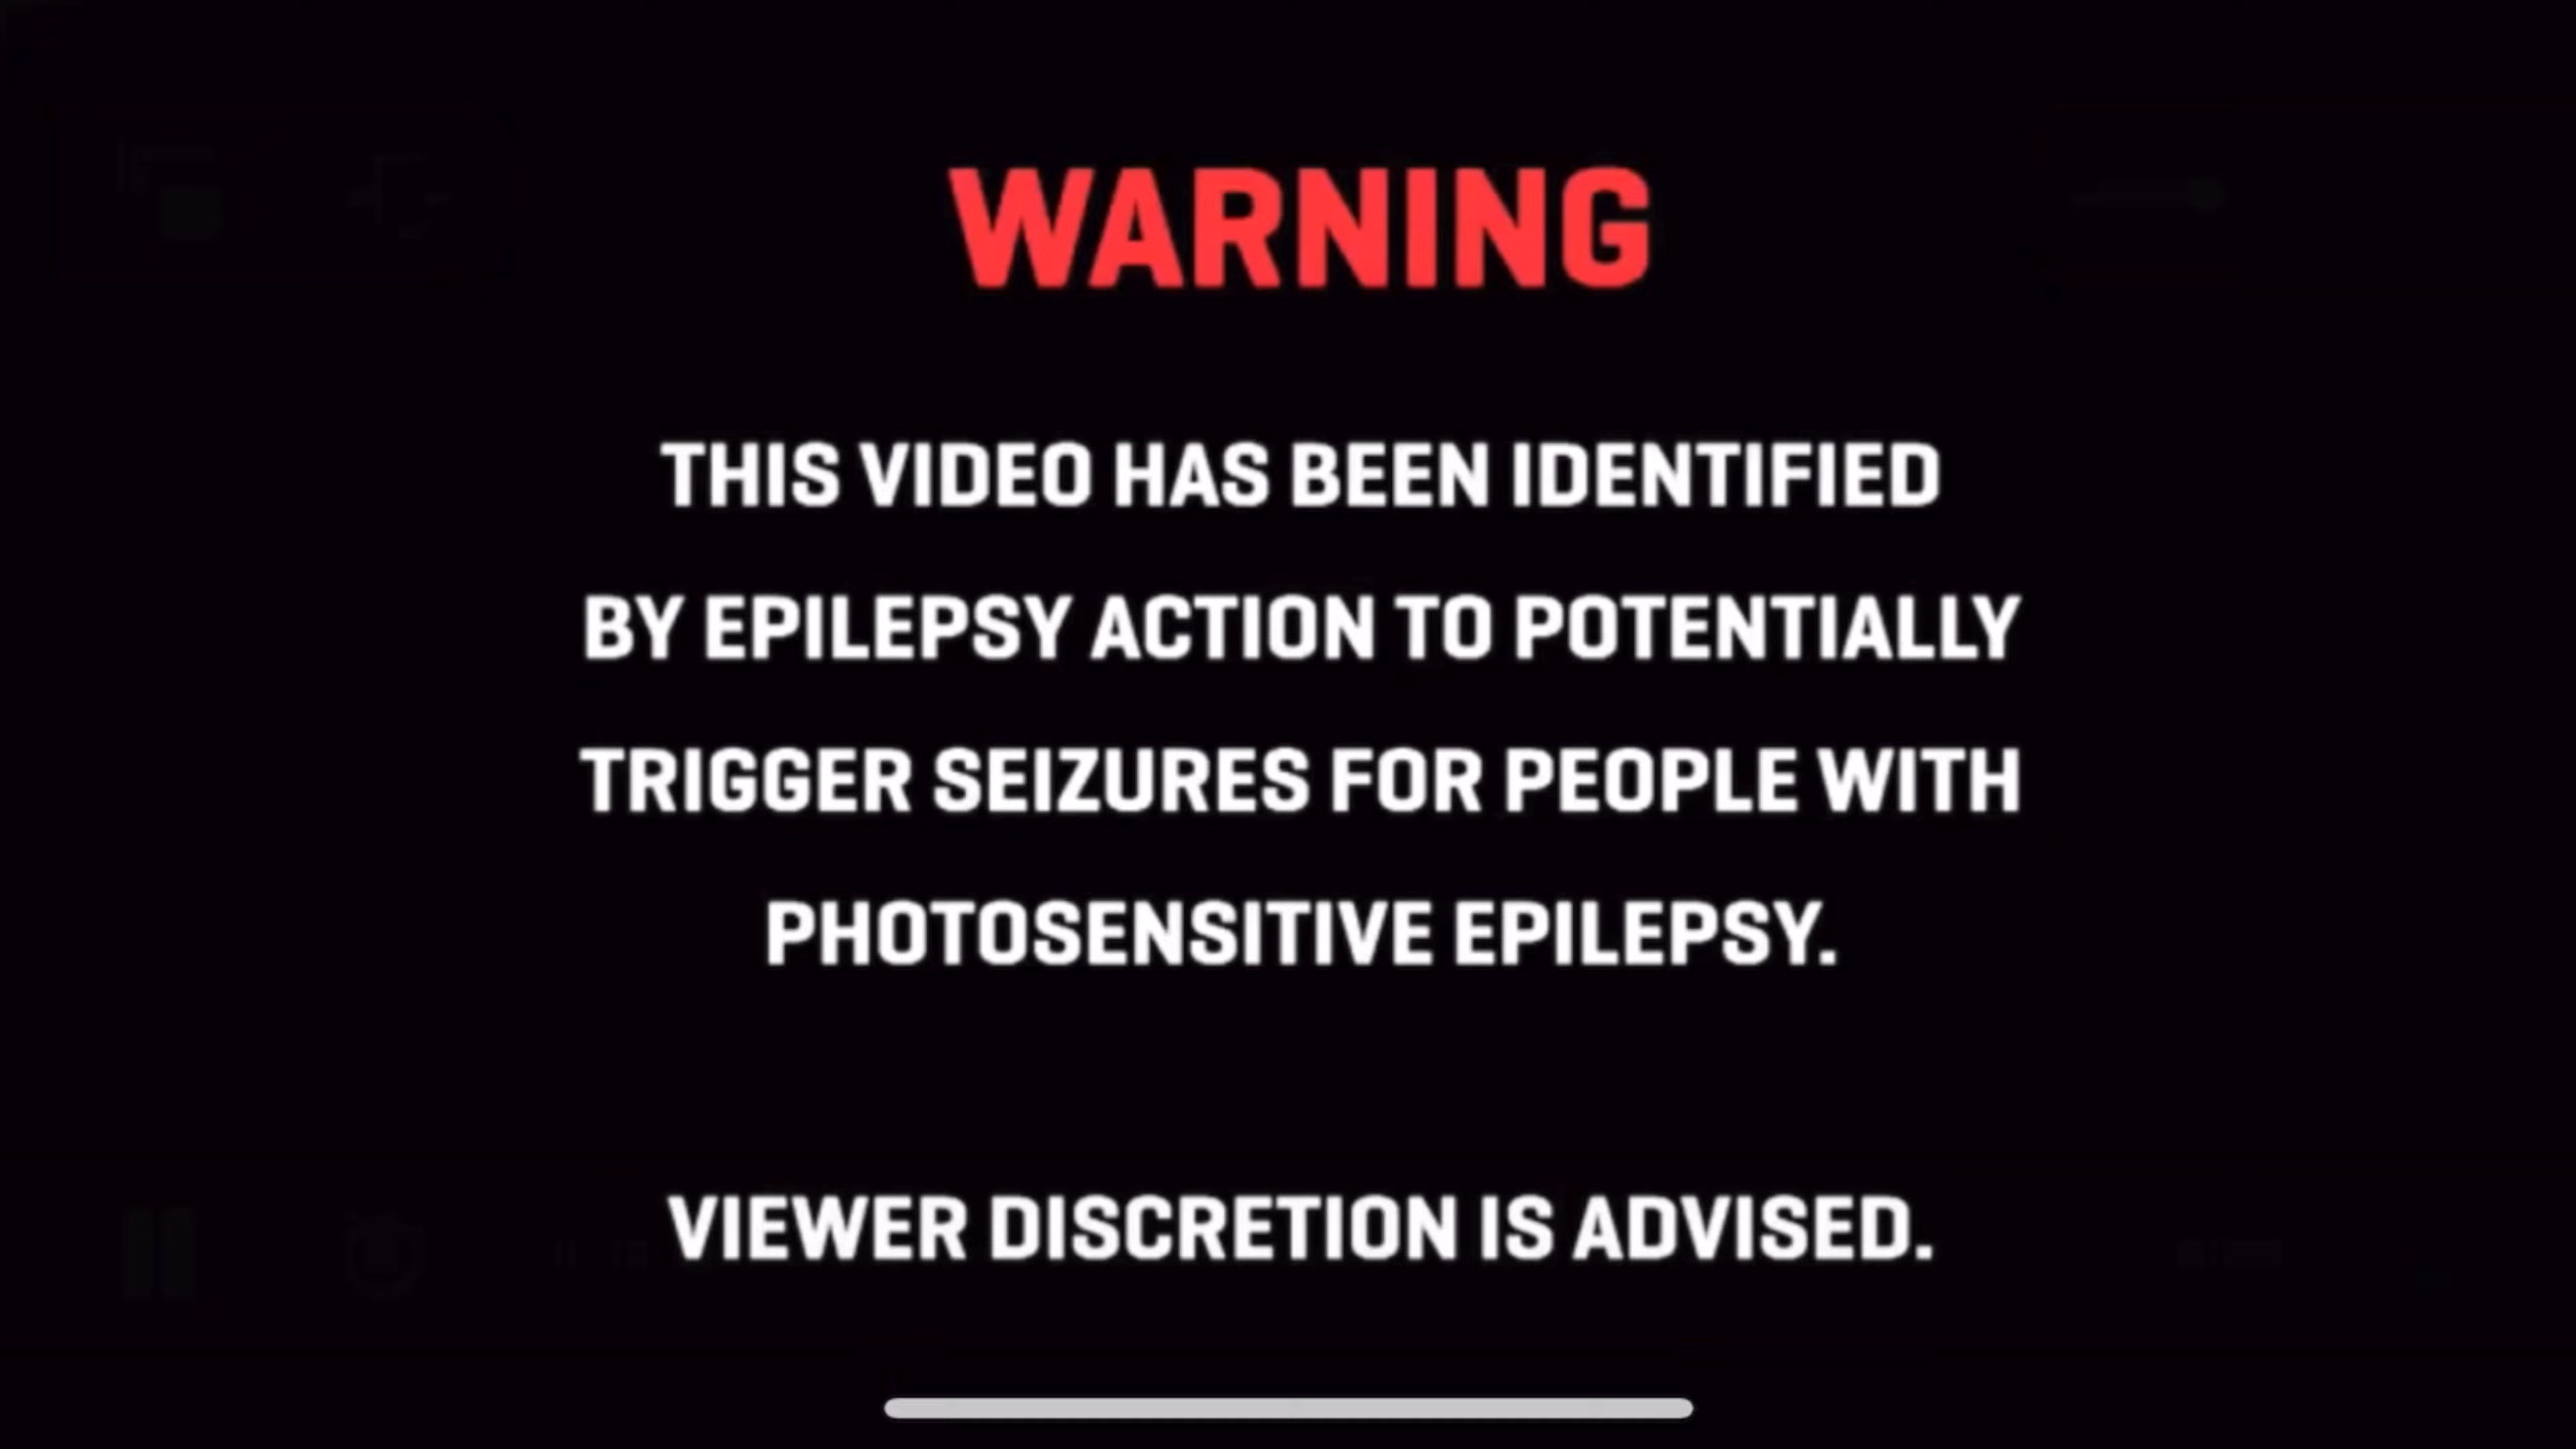 WARNING
THIS VIDEO HAS BEEN IDENTIFIED
BY EPILEPSY ACTION TO POTENTIALLY
TRIGGER SEIZURES FOR PEOPLE WITH
PHOTOSENSITIVE EPILEPSY.
VIEWER DISCRETION IS ADVISED.